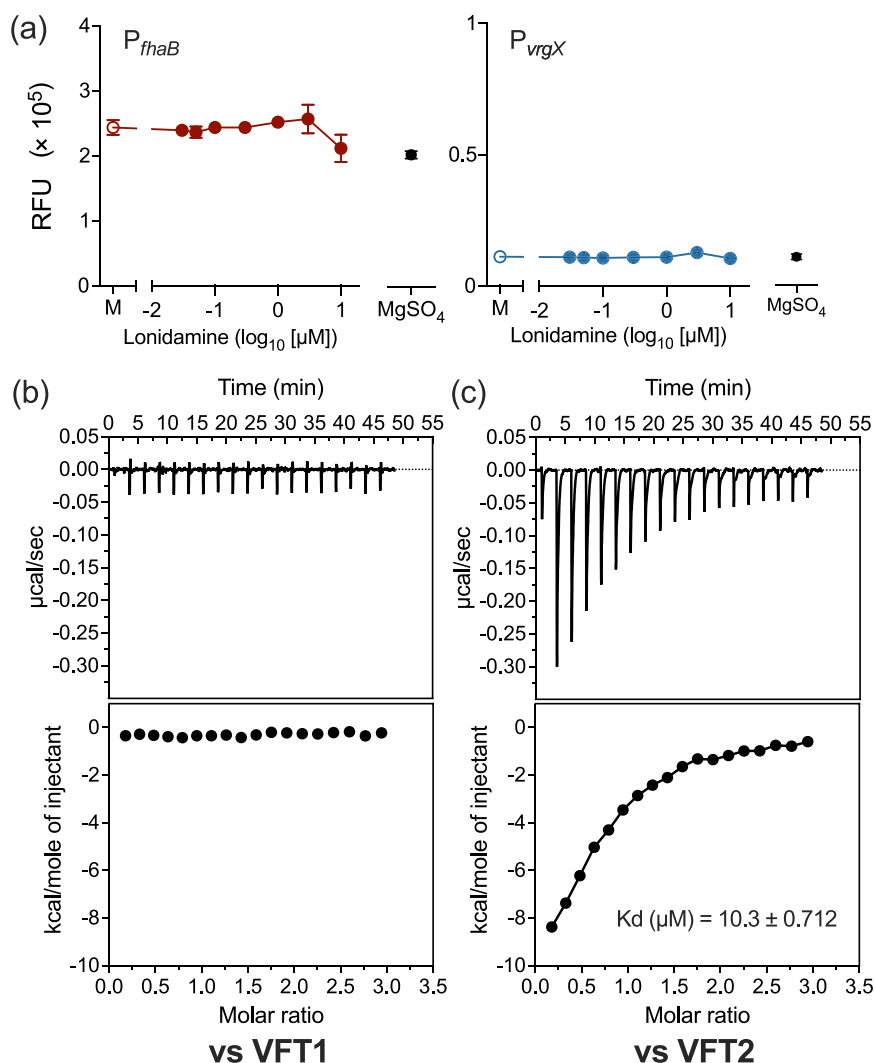 (a)
P_fhaB
P_vrgX
RFU (× 10^5)
4
3
2
1
0
1
0.5
0
M -2 -1 0 1 MgSO₄
M -2 -1 0 1 MgSO₄
Lonidamine (log₁₀ [µM])
Lonidamine (log₁₀ [µM])
(b)
Time (min)
0 5 10 15 20 25 30 35 40 45 50 55
0.05
0.00
-0.05
-0.10
-0.15
-0.20
-0.25
-0.30
µcal/sec
0
-2
-4
-6
-8
-10
kcal/mole of injectant
0.0 0.5 1.0 1.5 2.0 2.5 3.0 3.5
Molar ratio
vs VFT1
(c)
Time (min)
0 5 10 15 20 25 30 35 40 45 50 55
0.05
0.00
-0.05
-0.10
-0.15
-0.20
-0.25
-0.30
µcal/sec
0
-2
-4
-6
-8
-10
kcal/mole of injectant
Kd (µM) = 10.3 ± 0.712
0.0 0.5 1.0 1.5 2.0 2.5 3.0 3.5
Molar ratio
vs VFT2